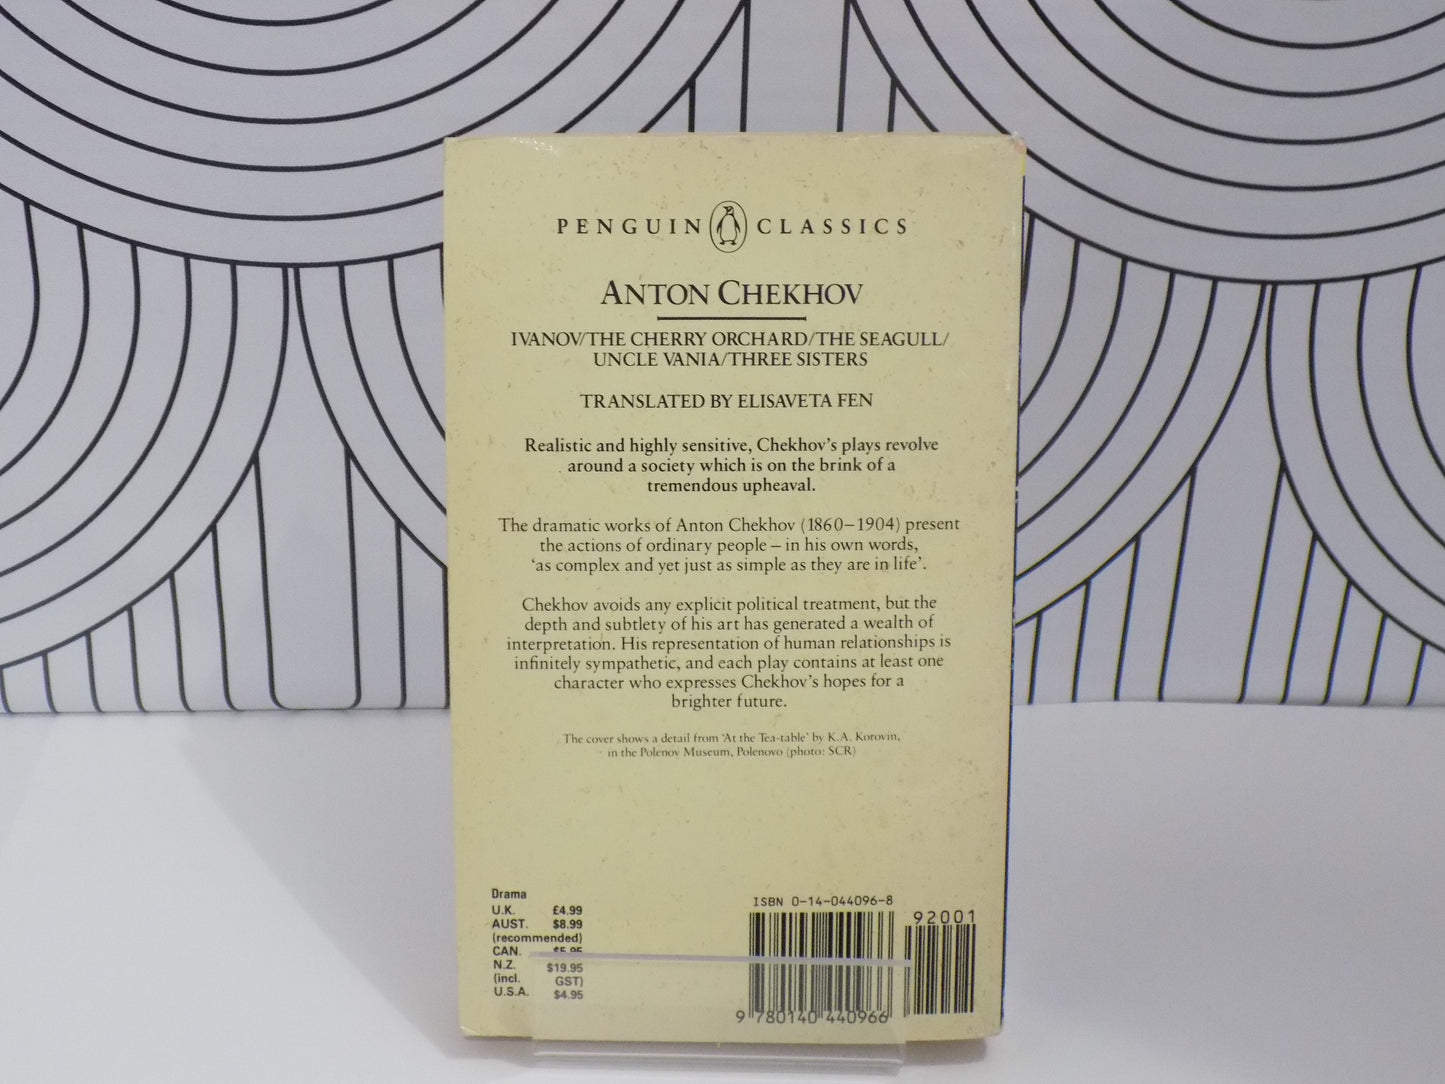 PENGUIN CLASSICS
ANTON CHEKHOV
IVANOV/THE CHERRY ORCHARD/THE SEAGULL/
UNCLE VANIA/THREE SISTERS
TRANSLATED BY ELISAVETA FEN
Realistic and highly sensitive, Chekhov's plays revolve
around a society which is on the brink of a
tremendous upheaval.
The dramatic works of Anton Chekhov (1860–1904) present
the actions of ordinary people – in his own words,
'as complex and yet just as simple as they are in life'.
Chekhov avoids any explicit political treatment, but the
depth and subtlety of his art has generated a wealth of
interpretation. His representation of human relationships is
infinitely sympathetic, and each play contains at least one
character who expresses Chekhov's hopes for a
brighter future.
The cover shows a detail from 'At the Tea-table' by K.A. Korovin,
in the Polenov Museum, Polenovo (photo: SCR)
Drama
U.K. £4.99
AUST. $8.99
(recommended)
CAN. $5.95
N.Z. $19.95
(incl. GST)
U.S.A. $4.95
ISBN 0-14-044096-8
92001
9 780140 440966